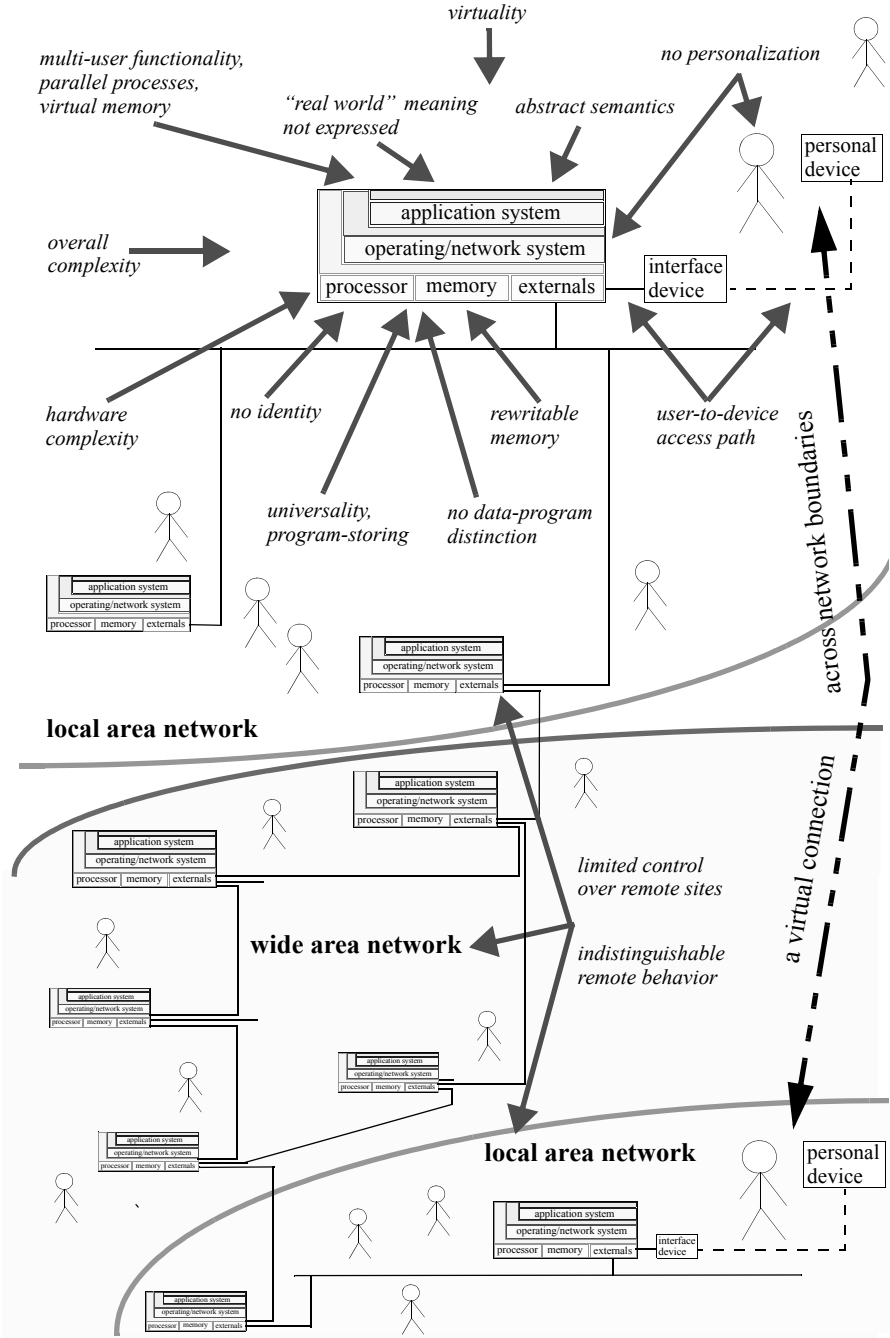 virtuality
multi-user functionality,
parallel processes,
virtual memory
"real world" meaning
not expressed
abstract semantics
no personalization
personal
device
application system
operating/network system
processor memory externals
interface
device
overall
complexity
hardware
complexity
no identity
rewritable
memory
user-to-device
access path
universality,
program-storing
no data-program
distinction
across network boundaries
application system
operating/network system
processor memory externals
application system
operating/network system
processor memory externals
local area network
a virtual connection
application system
operating/network system
processor memory externals
application system
operating/network system
processor memory externals
limited control
over remote sites
wide area network
indistinguishable
remote behavior
application system
operating/network system
processor memory externals
application system
operating/network system
processor memory externals
application system
operating/network system
processor memory externals
local area network
personal
device
application system
operating/network system
processor memory externals
interface
device
application system
operating/network system
processor memory externals